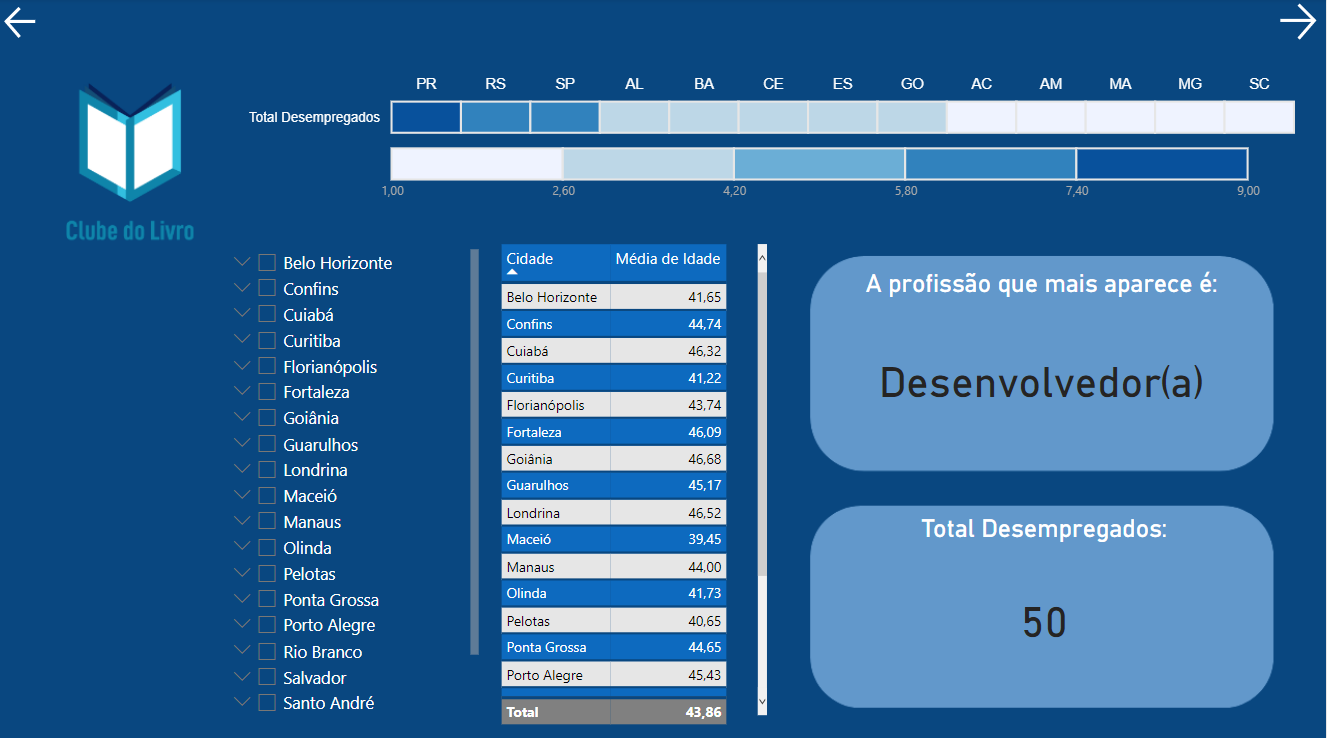 PR RS SP AL BA CE ES GO AC AM MA MG SC
Total Desempregados
1,00 2,60 4,20 5,80 7,40 9,00
Clube do Livro
Belo Horizonte
Confins
Cuiabá
Curitiba
Florianópolis
Fortaleza
Goiânia
Guarulhos
Londrina
Maceió
Manaus
Olinda
Pelotas
Ponta Grossa
Porto Alegre
Rio Branco
Salvador
Santo André
Cidade Média de Idade
Belo Horizonte 41,65
Confins 44,74
Cuiabá 46,32
Curitiba 41,22
Florianópolis 43,74
Fortaleza 46,09
Goiânia 46,68
Guarulhos 45,17
Londrina 46,52
Maceió 39,45
Manaus 44,00
Olinda 41,73
Pelotas 40,65
Ponta Grossa 44,65
Porto Alegre 45,43
Total 43,86
A profissão que mais aparece é:
Desenvolvedor(a)
Total Desempregados:
50